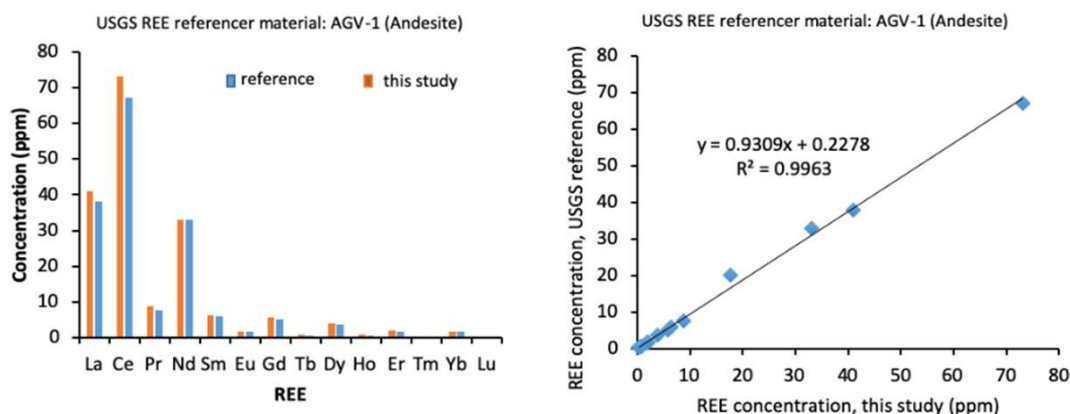 USGS REE referencer material: AGV-1 (Andesite)
80
70
60
50
40
30
20
10
0
Concentration (ppm)
reference
this study
La Ce Pr Nd Sm Eu Gd Tb Dy Ho Er Tm Yb Lu
REE
USGS REE referencer material: AGV-1 (Andesite)
REE concentration, USGS reference (ppm)
80
70
60
50
40
30
20
10
0
y = 0.9309x + 0.2278
R² = 0.9963
0 10 20 30 40 50 60 70 80
REE concentration, this study (ppm)